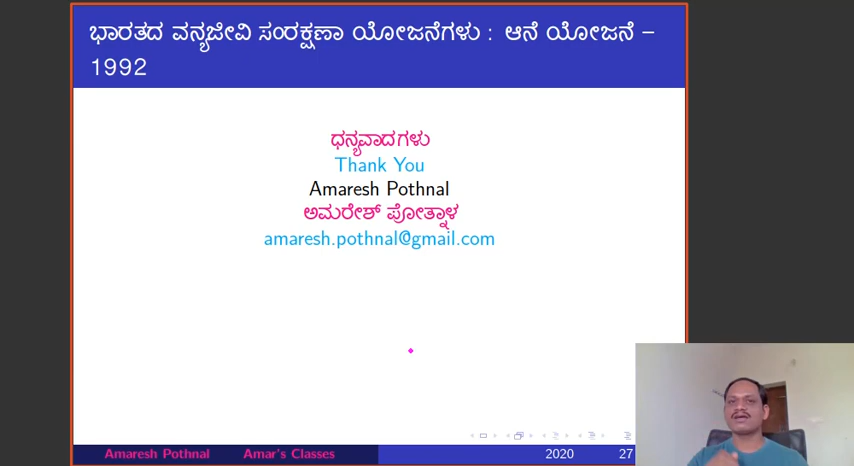 ಭಾರತದ ವನ್ಯಜೀವಿ ಸಂರಕ್ಷಣಾ ಯೋಜನೆಗಳು : ಆನೆ ಯೋಜನೆ –
1992
ಧನ್ಯವಾದಗಳು
Thank You
Amaresh Pothnal
ಅಮರೇಶ್ ಪೋತ್ನಾಳ
amaresh.pothnal@gmail.com
Amaresh Pothnal Amar's Classes 2020 27